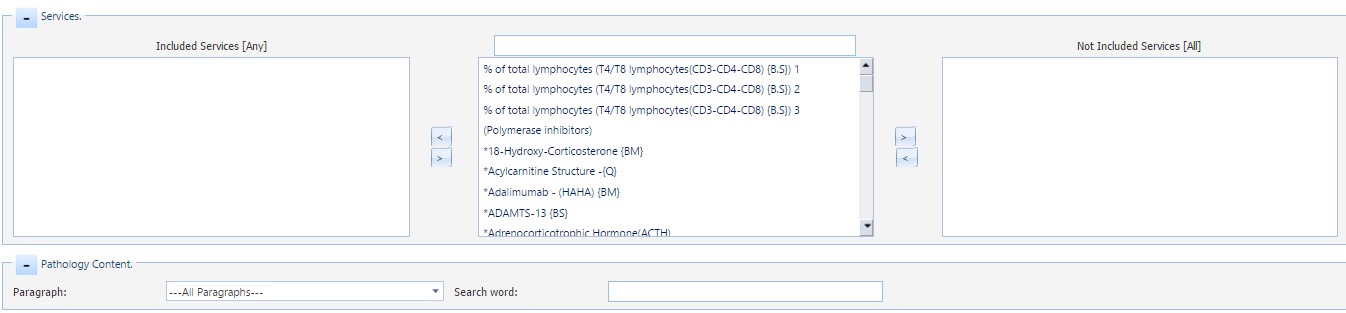 Services.
Included Services [Any]
Not Included Services [All]
% of total lymphocytes (T4/T8 lymphocytes(CD3-CD4-CD8) {B.S}) 1
% of total lymphocytes (T4/T8 lymphocytes(CD3-CD4-CD8) {B.S}) 2
% of total lymphocytes (T4/T8 lymphocytes(CD3-CD4-CD8) {B.S}) 3
(Polymerase inhibitors)
*18-Hydroxy-Corticosterone {BM}
*Acylcarnitine Structure -{Q}
*Adalimumab - (HAHA) {BM}
*ADAMTS-13 {BS}
*Adrenocorticotrophic Hormone(ACTH)
<
>
>
<
Pathology Content.
Paragraph: ---All Paragraphs--- Search word: